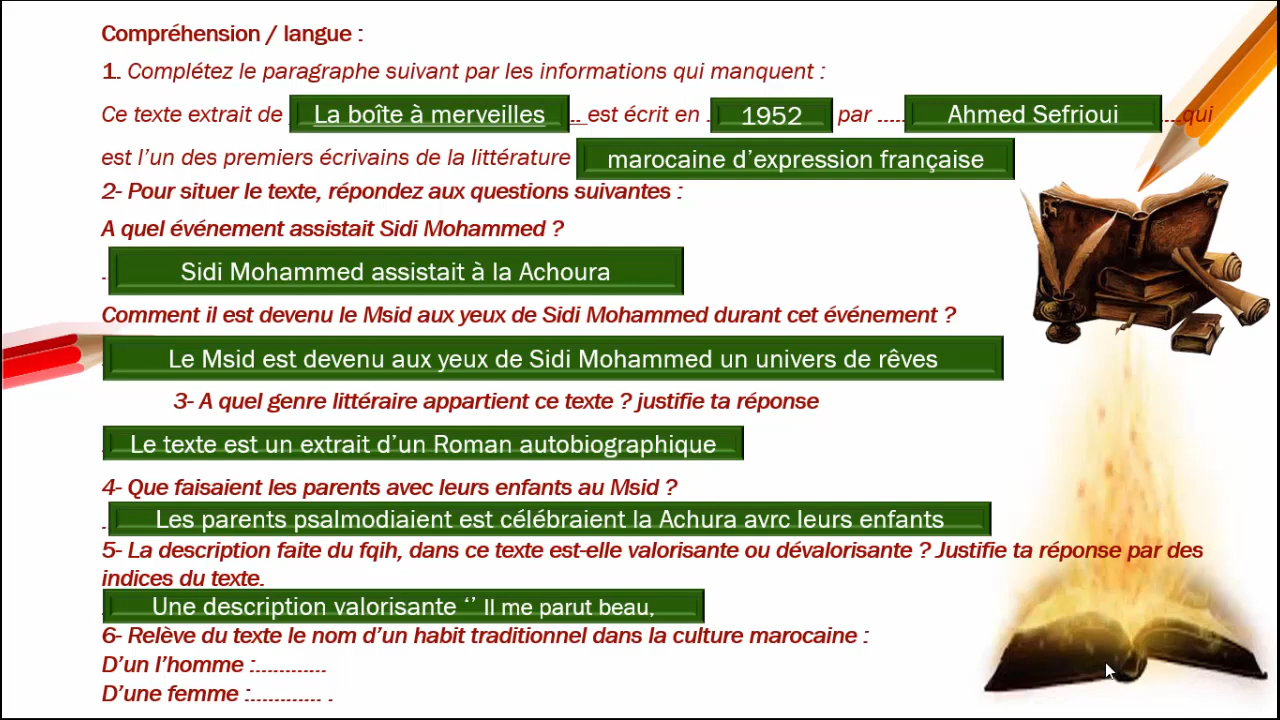 Compréhension / langue :
1. Complétez le paragraphe suivant par les informations qui manquent :
Ce texte extrait de La boîte à merveilles .. est écrit en . 1952 par ..... Ahmed Sefrioui ....qui
est l’un des premiers écrivains de la littérature marocaine d’expression française
2- Pour situer le texte, répondez aux questions suivantes :
A quel événement assistait Sidi Mohammed ?
Sidi Mohammed assistait à la Achoura
Comment il est devenu le Msid aux yeux de Sidi Mohammed durant cet événement ?
Le Msid est devenu aux yeux de Sidi Mohammed un univers de rêves
3- A quel genre littéraire appartient ce texte ? justifie ta réponse
Le texte est un extrait d’un Roman autobiographique
4- Que faisaient les parents avec leurs enfants au Msid ?
Les parents psalmodiaient est célébraient la Achura avrc leurs enfants
5- La description faite du fqih, dans ce texte est-elle valorisante ou dévalorisante ? Justifie ta réponse par des
indices du texte.
Une description valorisante ‘’ Il me parut beau,
6- Relève du texte le nom d’un habit traditionnel dans la culture marocaine :
D’un l’homme :............
D’une femme :............ .